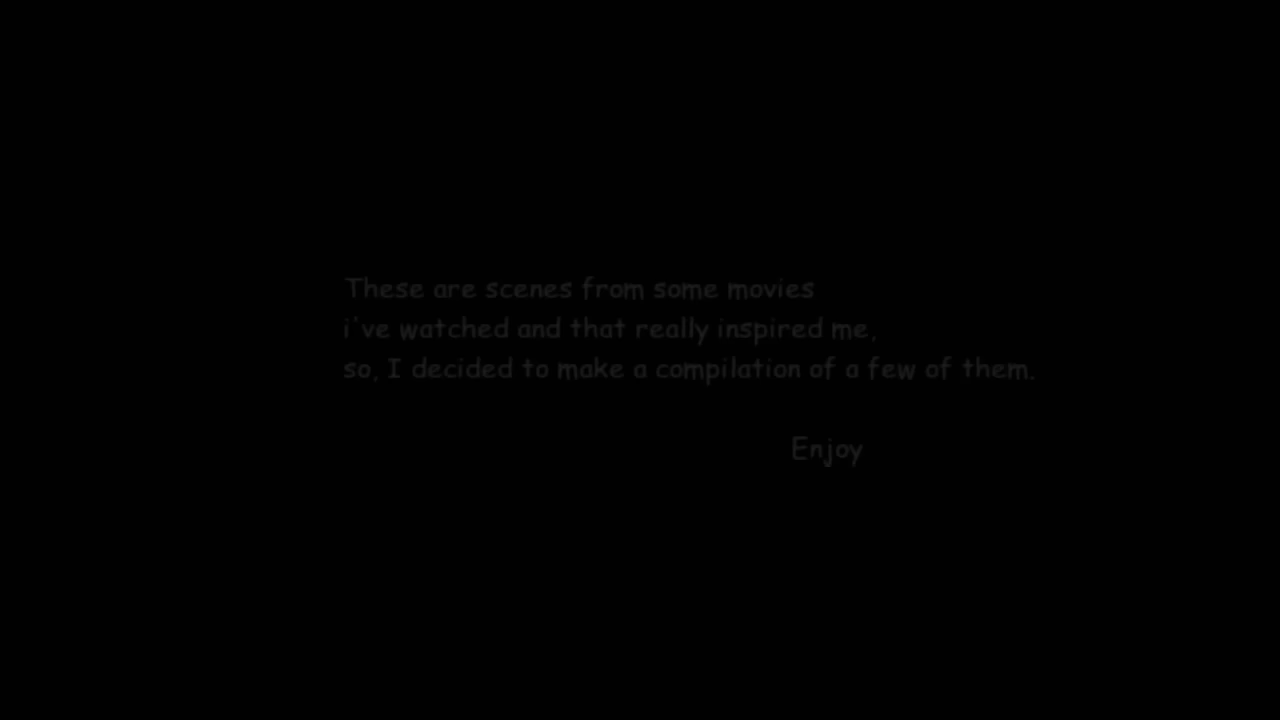 These are scenes from some movies
i've watched and that really inspired me,
so, I decided to make a compilation of a few of them.
Enjoy